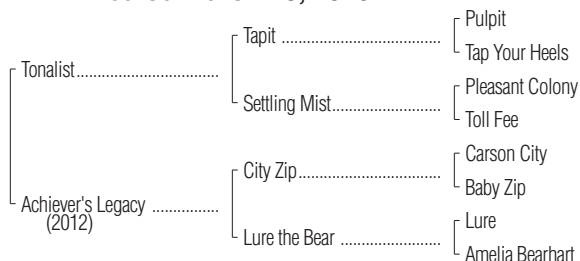 Pulpit
Tapit ........................................
Tap Your Heels
Tonalist....................................
Pleasant Colony
Settling Mist...........................
Toll Fee
Carson City
City Zip...................................
Baby Zip
Achiever's Legacy .................
(2012)
Lure
Lure the Bear .........................
Amelia Bearhart